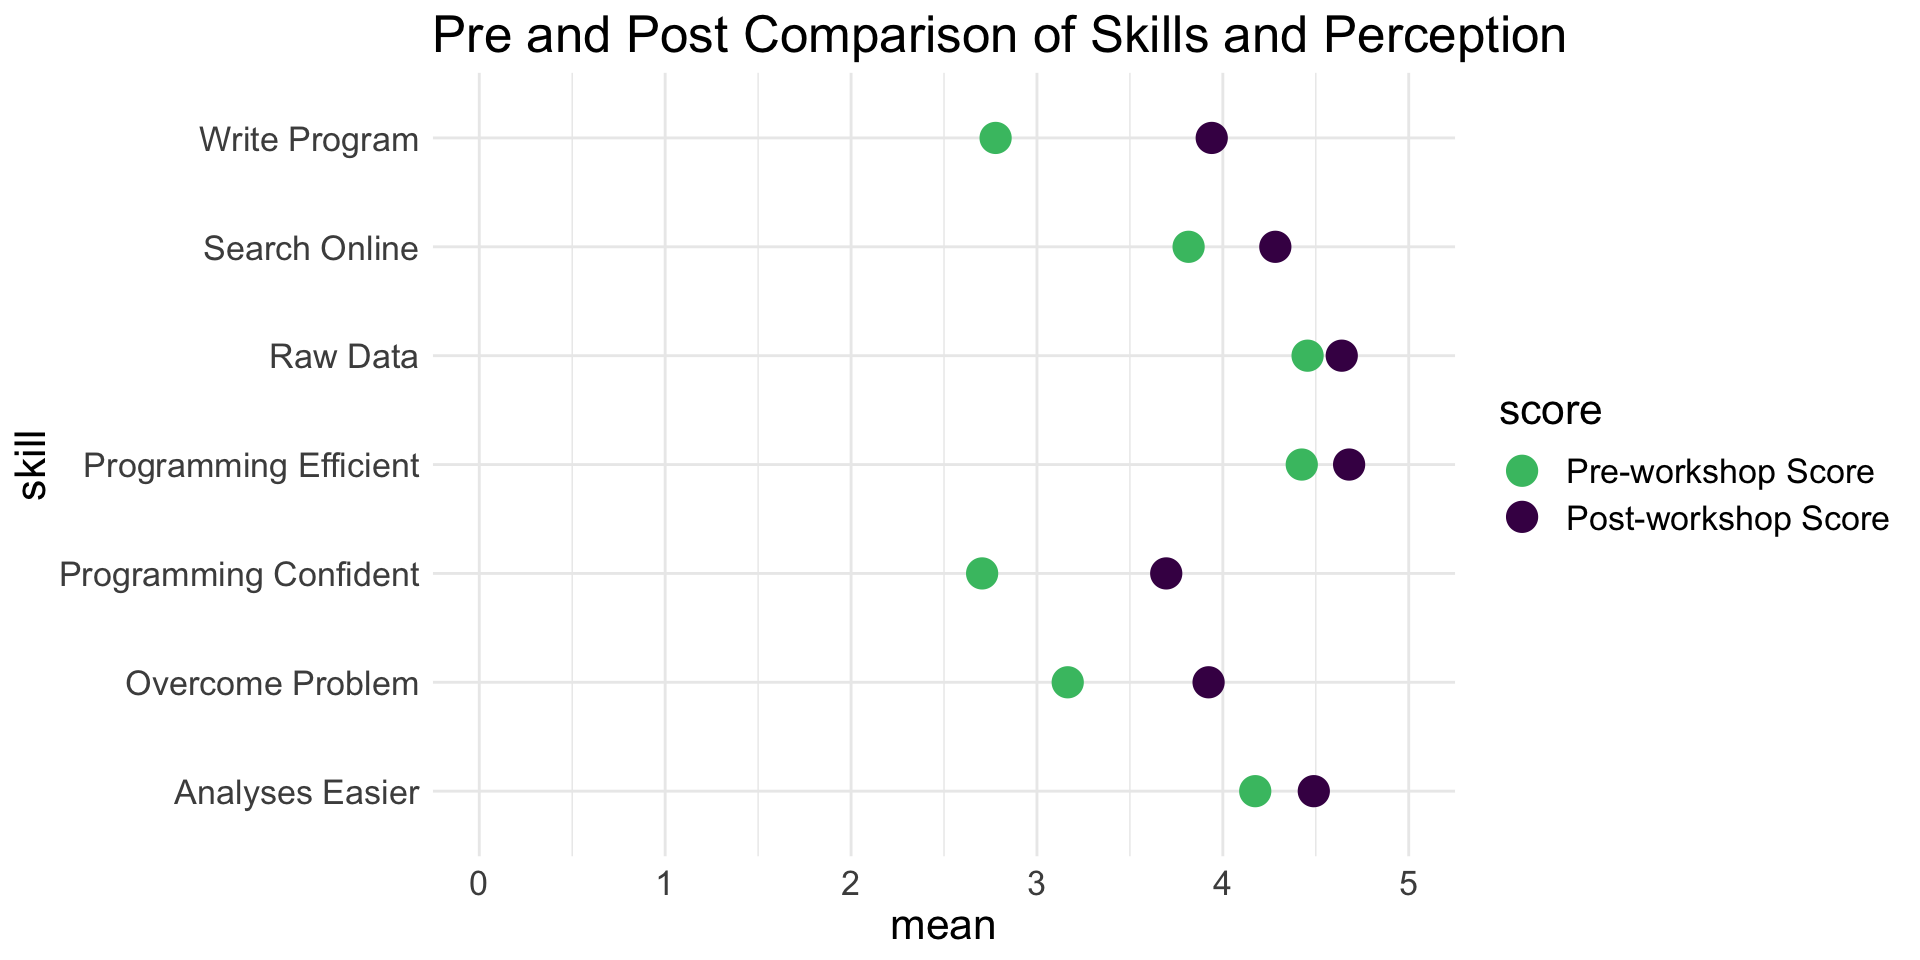 Pre and Post Comparison of Skills and Perception
Write Program
Search Online
Raw Data
Programming Efficient
Programming Confident
Overcome Problem
Analyses Easier
skill
0 1 2 3 4 5
mean
score
Pre-workshop Score
Post-workshop Score